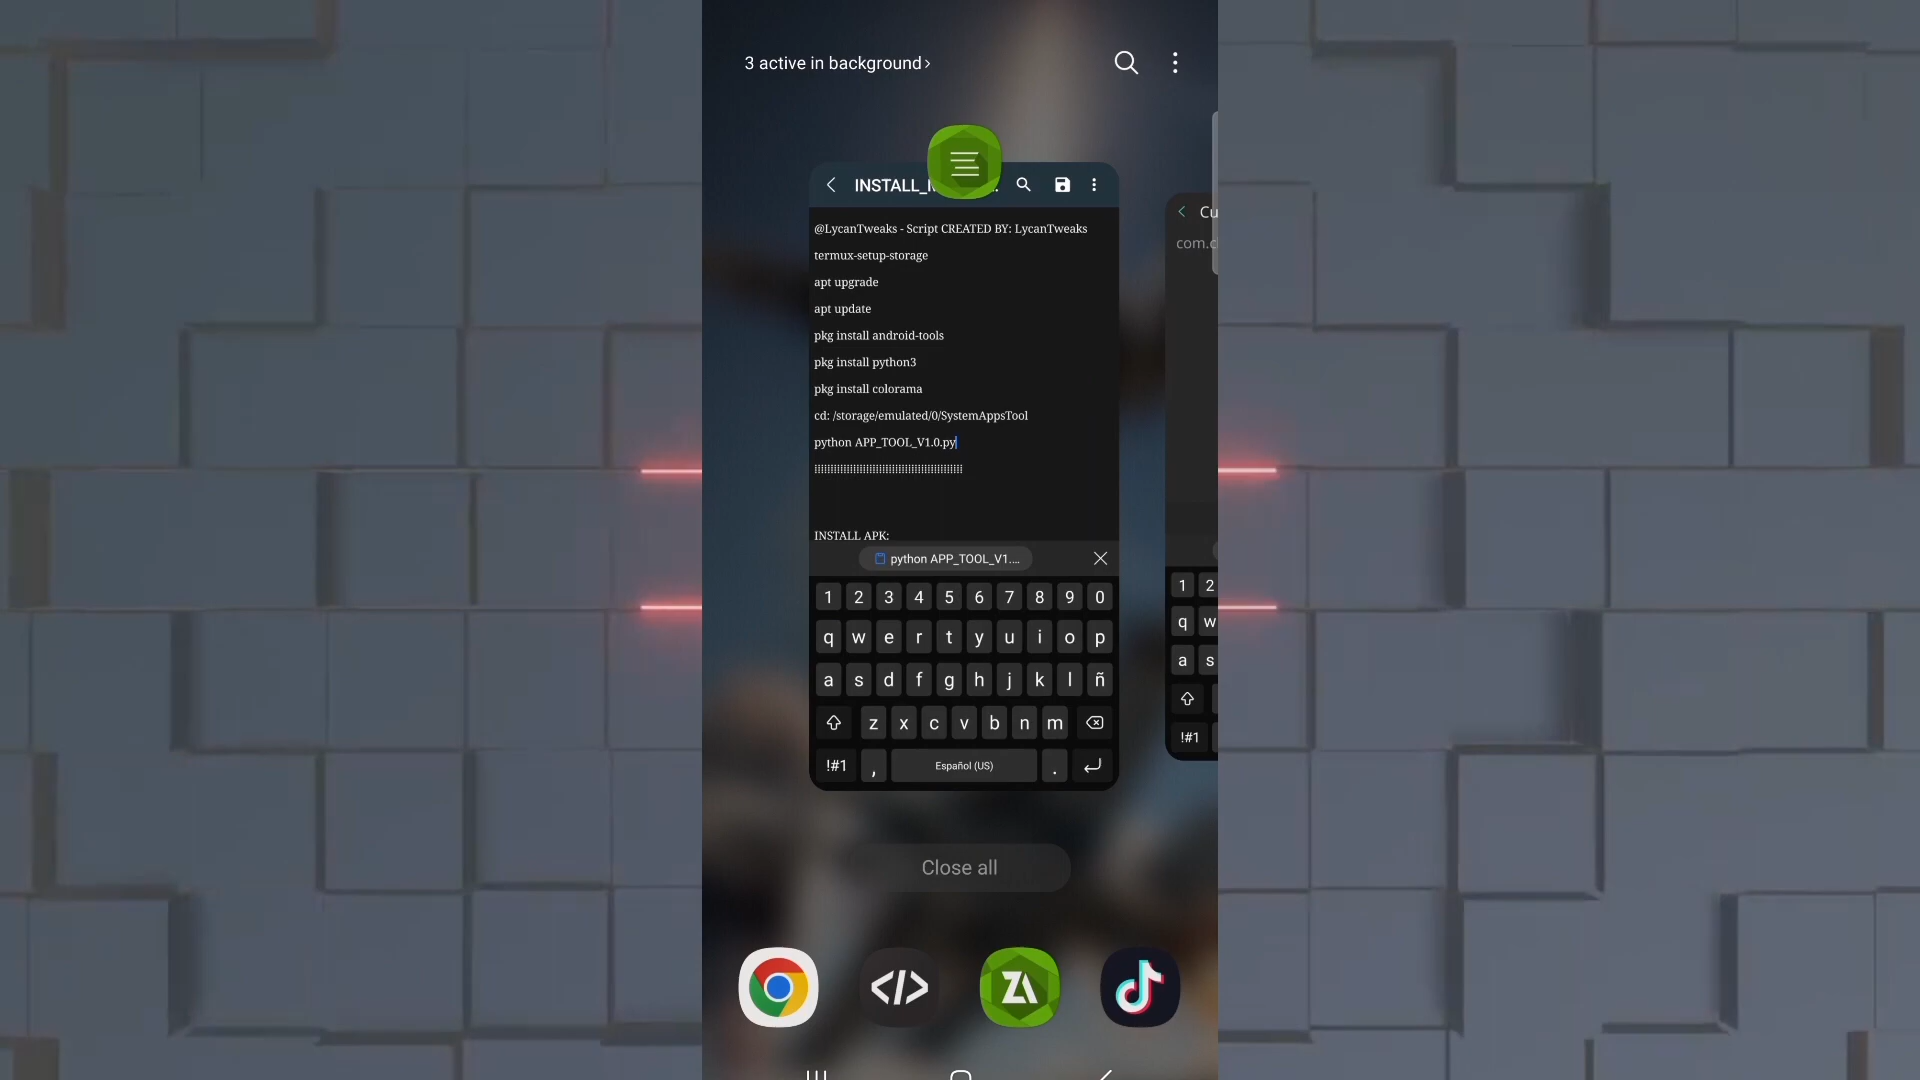 3 active in background ›
INSTALL_
@LycanTweaks - Script CREATED BY: LycanTweaks
termux-setup-storage
apt upgrade
apt update
pkg install android-tools
pkg install python3
pkg install colorama
cd: /storage/emulated/0/SystemAppsTool
python APP_TOOL_V1.0.py
INSTALL APK:
python APP_TOOL_V1....
1 2 3 4 5 6 7 8 9 0
q w e r t y u i o p
a s d f g h j k l ñ
z x c v b n m
!#1 , Español (US) .
Cu
com.c
1 2
q w
a s
!#1
Close all